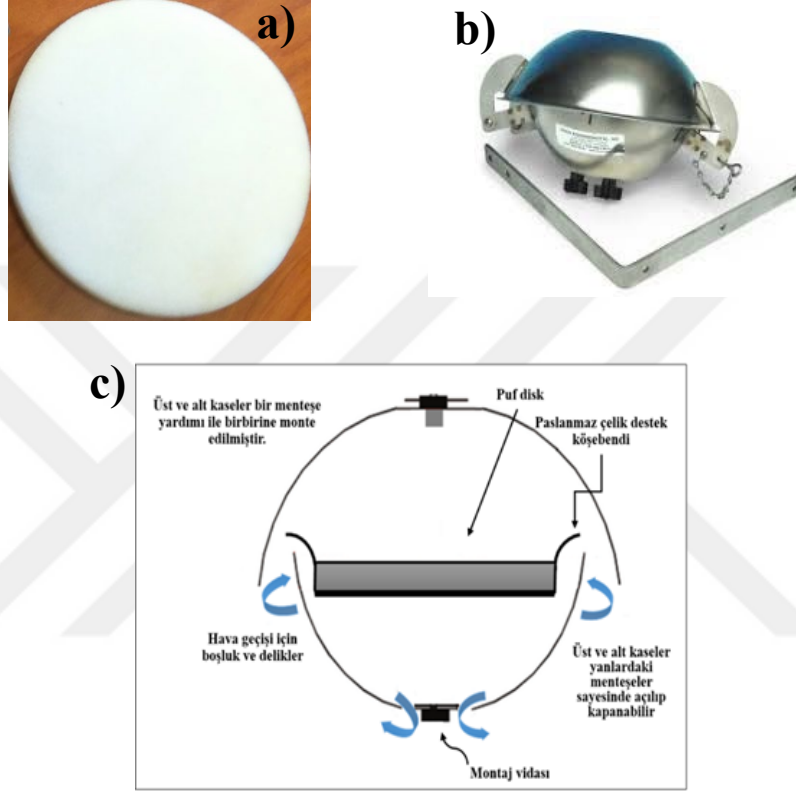 a)
b)
c)
Üst ve alt kaseler bir menteşe
yardımı ile birbirine monte
edilmiştir.
Puf disk
Paslanmaz çelik destek
köşebendi
Hava geçişi için
boşluk ve delikler
Üst ve alt kaseler
yanlardaki
menteşeler
sayesinde açılıp
kapanabilir
Montaj vidası